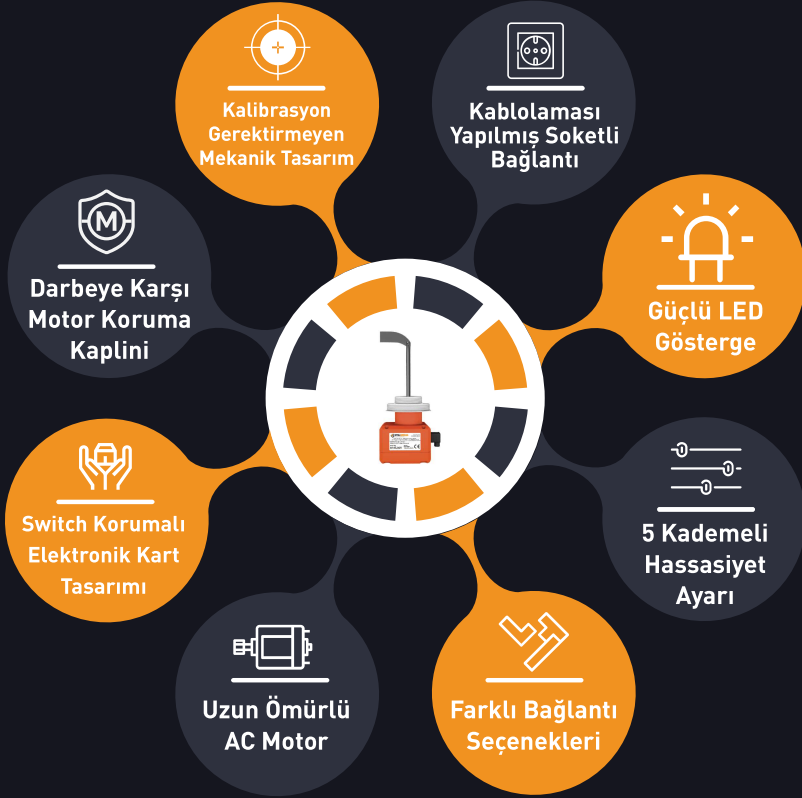 Kalibrasyon
Gerektirmeyen
Mekanik Tasarım
Kablolaması
Yapılmış Soketli
Bağlantı
M
Darbeye Karşı
Motor Koruma
Kaplini
Güçlü LED
Gösterge
Switch Korumalı
Elektronik Kart
Tasarımı
5 Kademeli
Hassasiyet
Ayarı
Uzun Ömürlü
AC Motor
Farklı Bağlantı
Seçenekleri